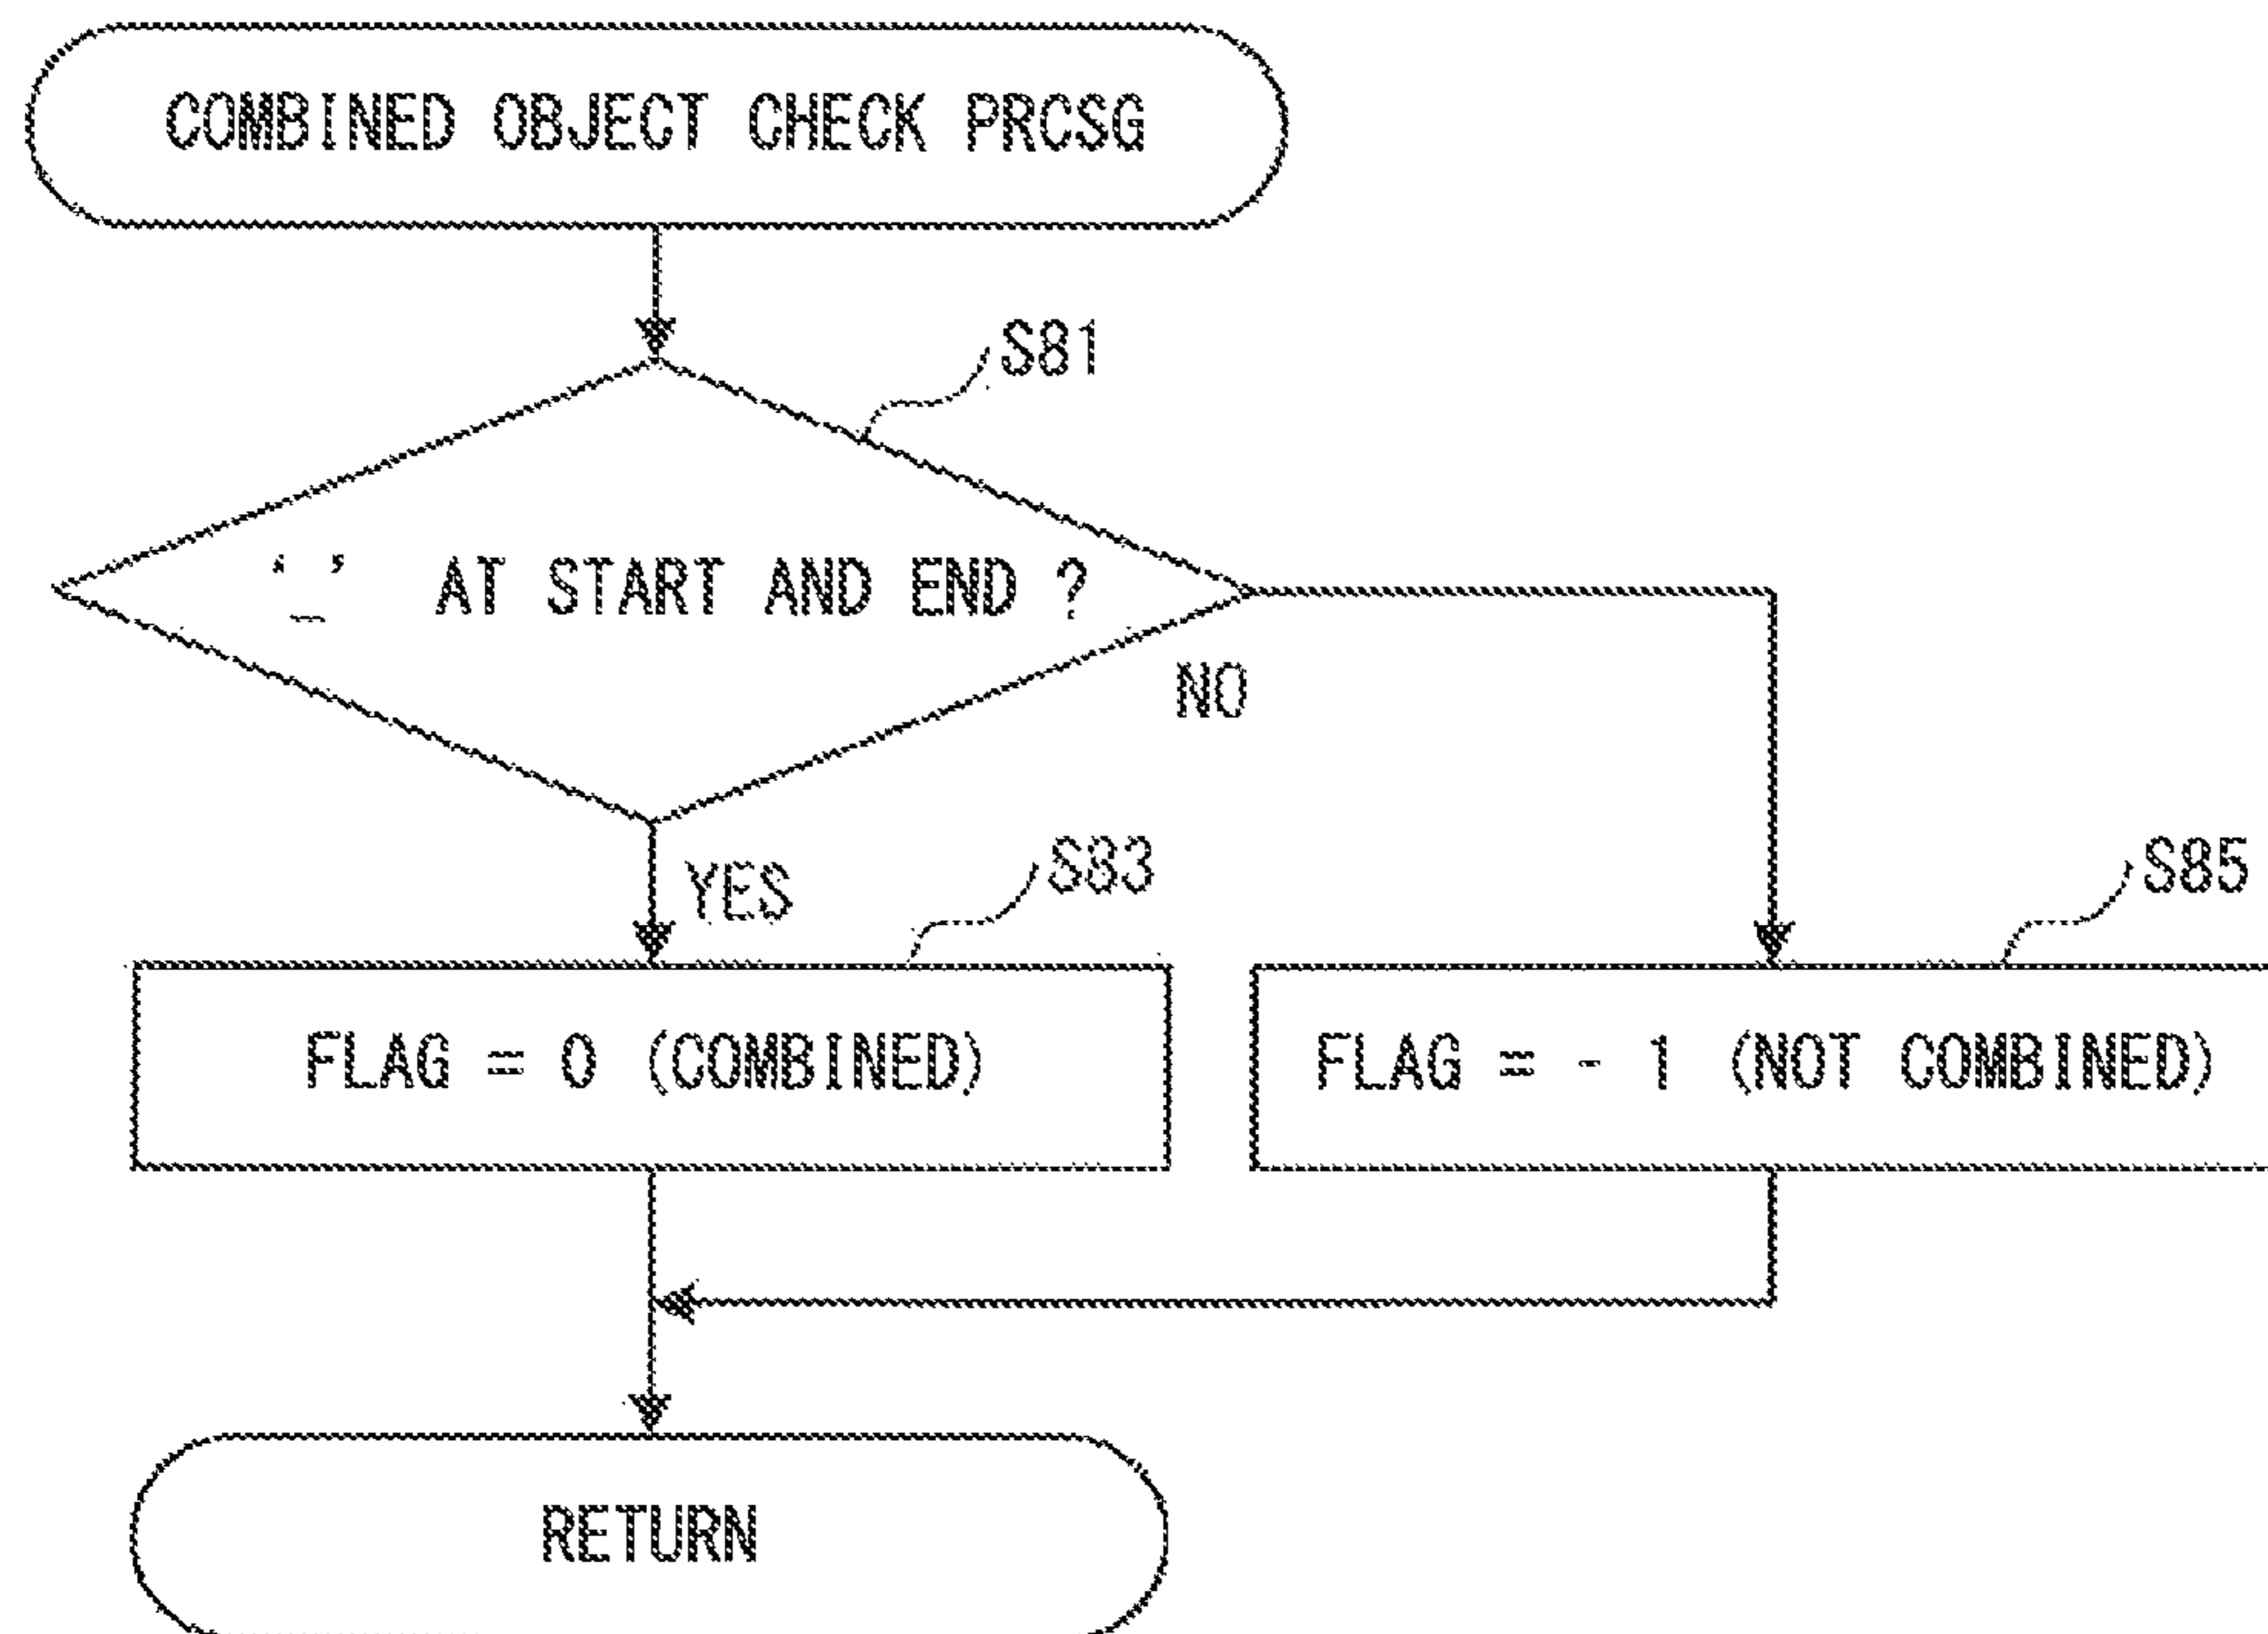 COMBINED OBJECT CHECK PRCSG
S81
‘_’ AT START AND END ?
NO
YES
S83
S85
FLAG = 0 (COMBINED)
FLAG = - 1 (NOT COMBINED)
RETURN